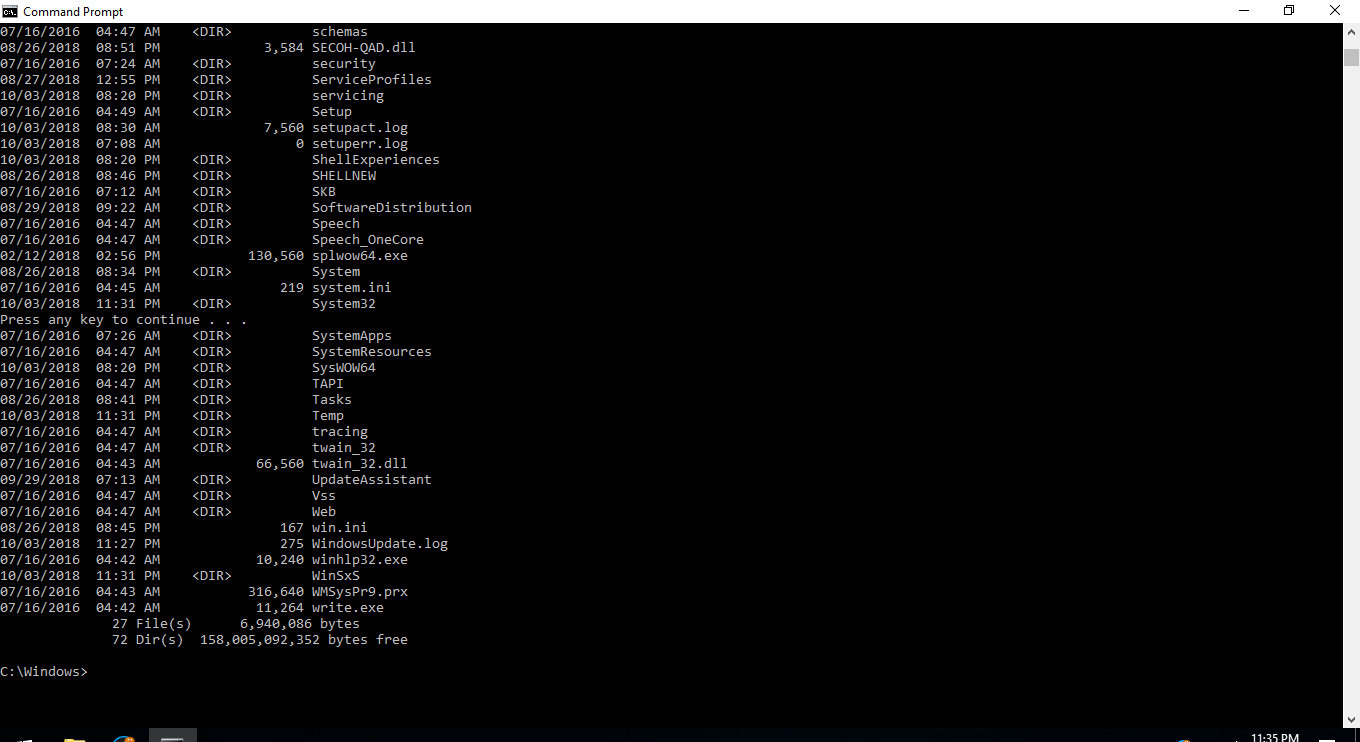 Command Prompt
07/16/2016  04:47 AM    <DIR>          schemas
08/26/2018  08:51 PM             3,584 SECOH-QAD.dll
07/16/2016  07:24 AM    <DIR>          security
08/27/2018  12:55 PM    <DIR>          ServiceProfiles
10/03/2018  08:20 PM    <DIR>          servicing
07/16/2016  04:49 AM    <DIR>          Setup
10/03/2018  08:30 AM             7,560 setupact.log
10/03/2018  07:08 AM                 0 setuperr.log
10/03/2018  08:20 PM    <DIR>          ShellExperiences
08/26/2018  08:46 PM    <DIR>          SHELLNEW
07/16/2016  07:12 AM    <DIR>          SKB
08/29/2018  09:22 AM    <DIR>          SoftwareDistribution
07/16/2016  04:47 AM    <DIR>          Speech
07/16/2016  04:47 AM    <DIR>          Speech_OneCore
02/12/2018  02:56 PM           130,560 splwow64.exe
08/26/2018  08:34 PM    <DIR>          System
07/16/2016  04:45 AM               219 system.ini
10/03/2018  11:31 PM    <DIR>          System32
Press any key to continue . . .
07/16/2016  07:26 AM    <DIR>          SystemApps
07/16/2016  04:47 AM    <DIR>          SystemResources
10/03/2018  08:20 PM    <DIR>          SysWOW64
07/16/2016  04:47 AM    <DIR>          TAPI
08/26/2018  08:41 PM    <DIR>          Tasks
10/03/2018  11:31 PM    <DIR>          Temp
07/16/2016  04:47 AM    <DIR>          tracing
07/16/2016  04:47 AM    <DIR>          twain_32
07/16/2016  04:43 AM            66,560 twain_32.dll
09/29/2018  07:13 AM    <DIR>          UpdateAssistant
07/16/2016  04:47 AM    <DIR>          Vss
07/16/2016  04:47 AM    <DIR>          Web
08/26/2018  08:45 PM               167 win.ini
10/03/2018  11:27 PM               275 WindowsUpdate.log
07/16/2016  04:42 AM            10,240 winhlp32.exe
10/03/2018  11:31 PM    <DIR>          WinSxS
07/16/2016  04:43 AM           316,640 WMSysPr9.prx
07/16/2016  04:42 AM            11,264 write.exe
27 File(s)      6,940,086 bytes
72 Dir(s)  158,005,092,352 bytes free
C:\Windows>
11:35 PM